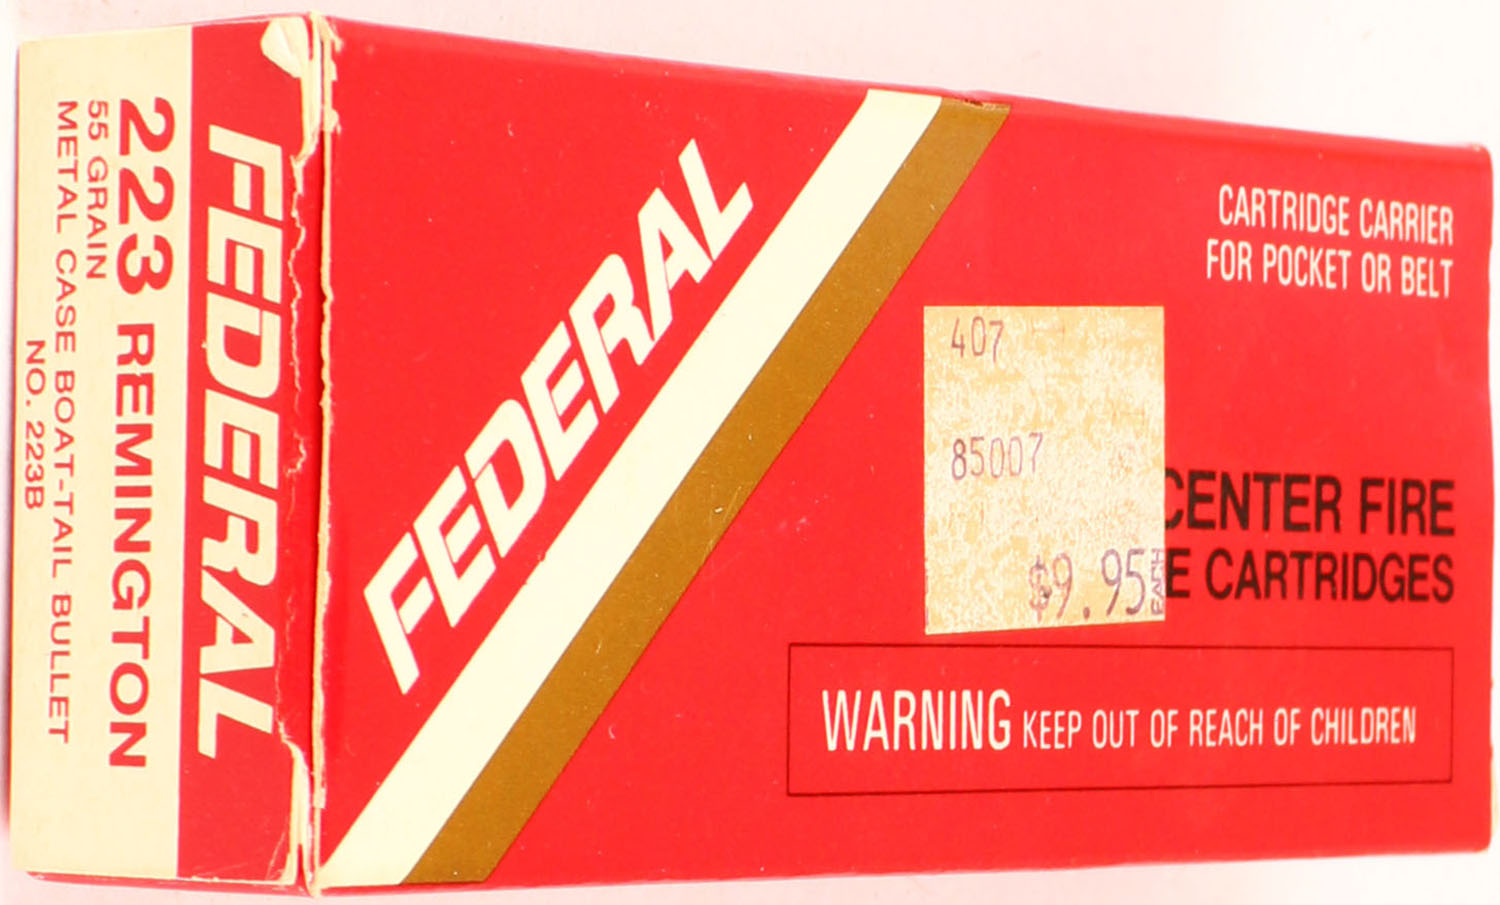 FEDERAL
223 REMINGTON
55 GRAIN
METAL CASE BOAT-TAIL BULLET
NO. 223B
FEDERAL
CARTRIDGE CARRIER
FOR POCKET OR BELT
407
85007
$9.95 EACH
CENTER FIRE
E CARTRIDGES
WARNING KEEP OUT OF REACH OF CHILDREN